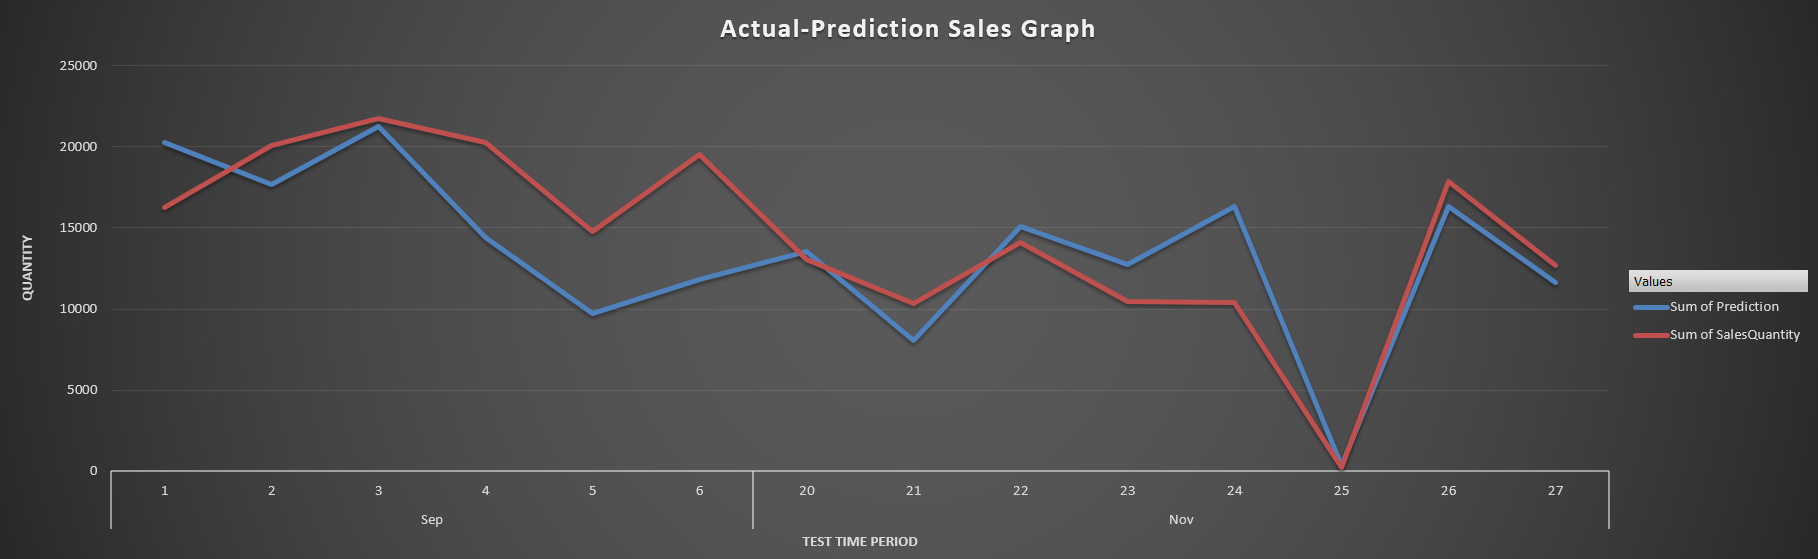 Actual-Prediction Sales Graph
25000
20000
15000
10000
5000
0
QUANTITY
1 2 3 4 5 6 20 21 22 23 24 25 26 27
Sep Nov
TEST TIME PERIOD
Values
Sum of Prediction
Sum of SalesQuantity